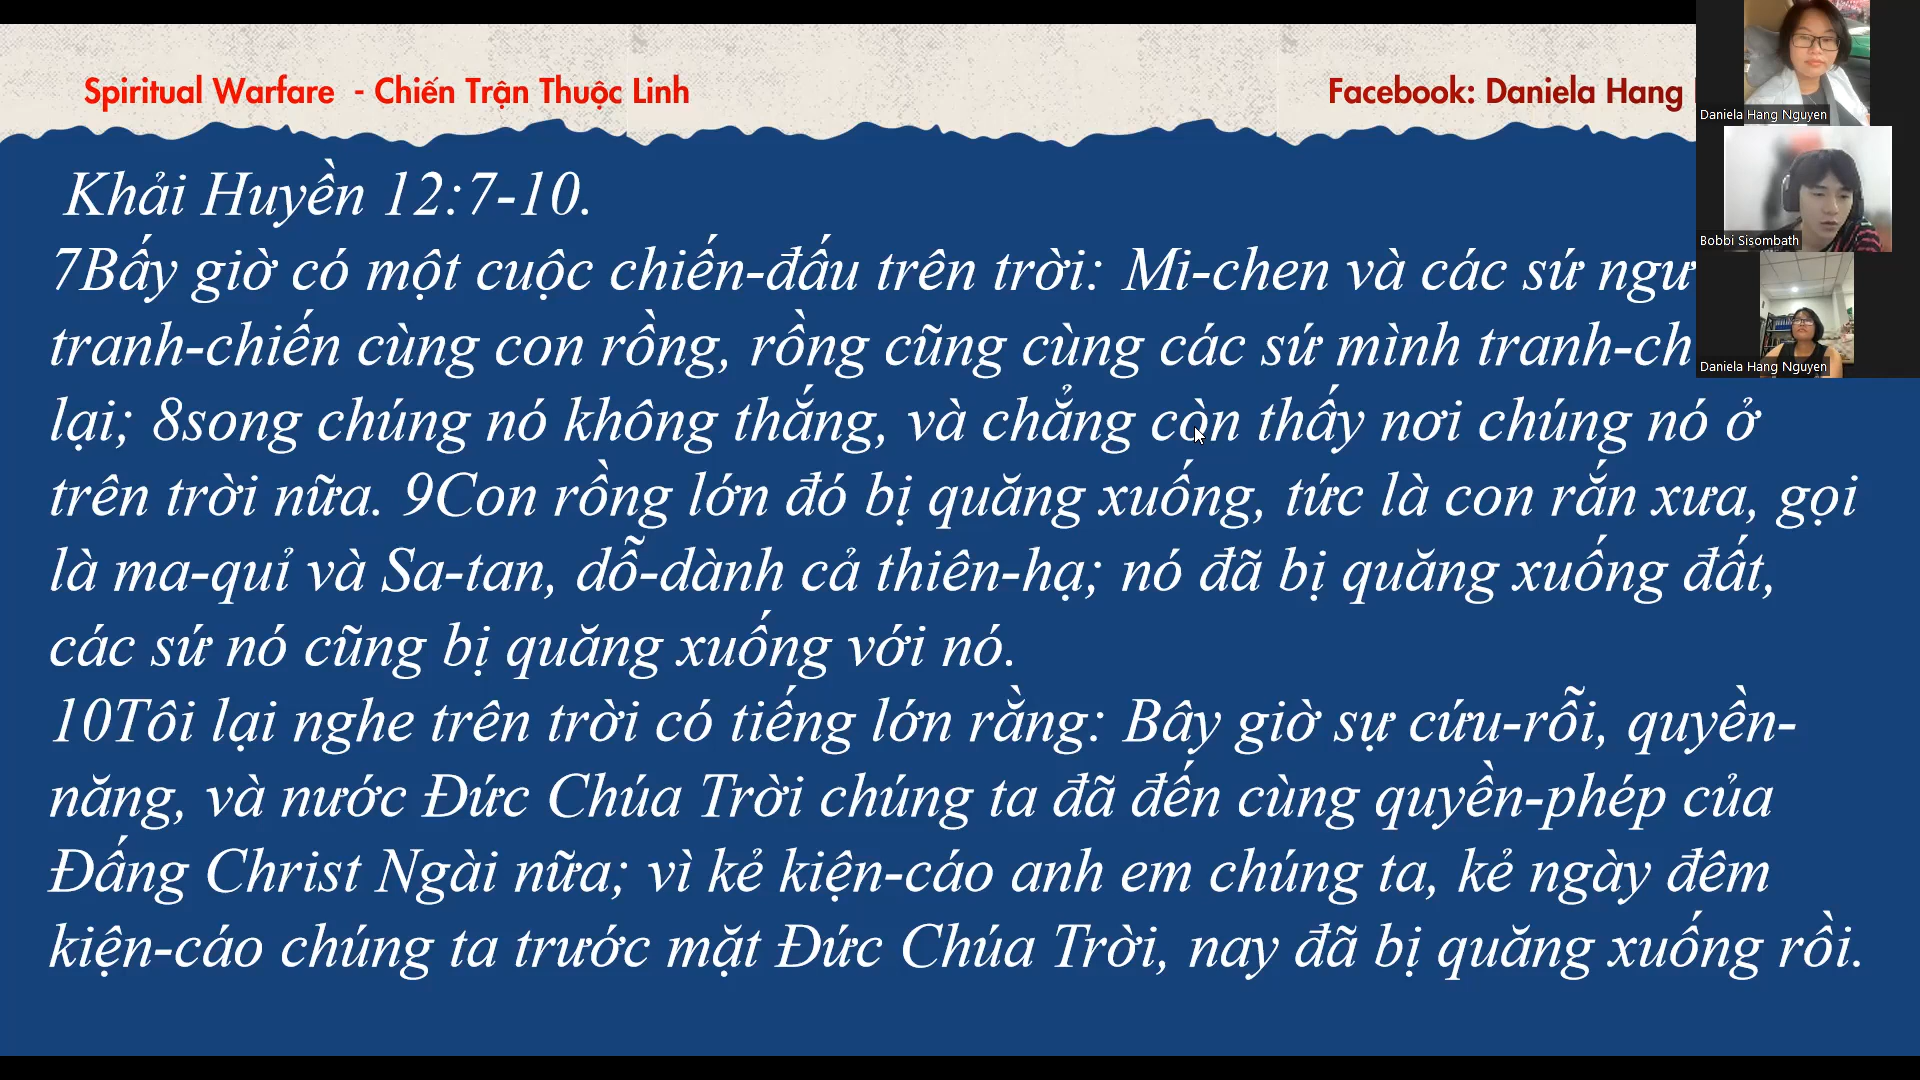 Spiritual Warfare  - Chiến Trận Thuộc Linh
Facebook: Daniela Hang
Khải Huyền 12:7-10.
7Bấy giờ có một cuộc chiến-đấu trên trời: Mi-chen và các sứ
tranh-chiến cùng con rồng, rồng cũng cùng các sứ mình
lại; 8song chúng nó không thắng, và chẳng còn thấy nơi chúng nó ở
trên trời nữa. 9Con rồng lớn đó bị quăng xuống, tức là con rắn xưa, gọi
là ma-quỉ và Sa-tan, dỗ-dành cả thiên-hạ; nó đã bị quăng xuống đất,
các sứ nó cũng bị quăng xuống với nó.
10Tôi lại nghe trên trời có tiếng lớn rằng: Bây giờ sự cứu-rỗi, quyền-
năng, và nước Đức Chúa Trời chúng ta đã đến cùng quyền-phép của
Đấng Christ Ngài nữa; vì kẻ kiện-cáo anh em chúng ta, kẻ ngày đêm
kiện-cáo chúng ta trước mặt Đức Chúa Trời, nay đã bị quăng xuống rồi.
Daniela Hang Nguyen
Bobbi Sisombath
Daniela Hang Nguyen